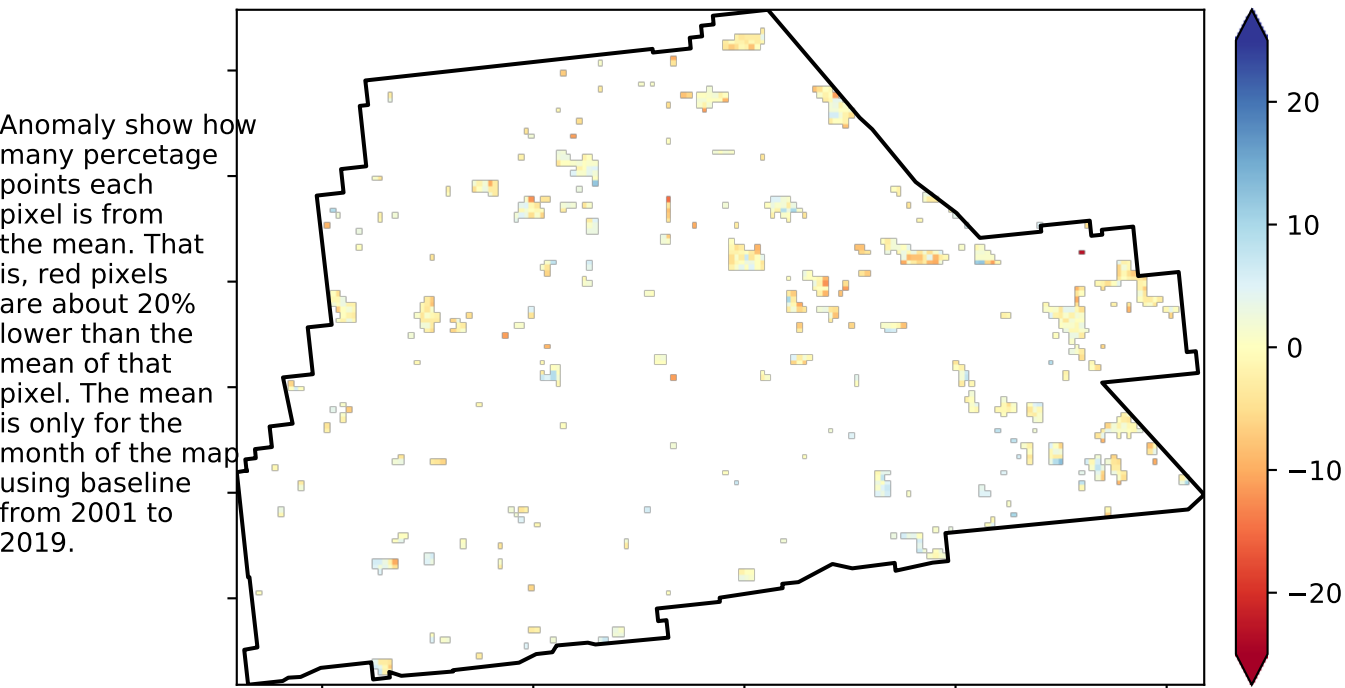 Anomaly show how
many percetage
points each
pixel is from
the mean. That
is, red pixels
are about 20%
lower than the
mean of that
pixel. The mean
is only for the
month of the map
using baseline
from 2001 to
2019.
20
10
0
−10
−20